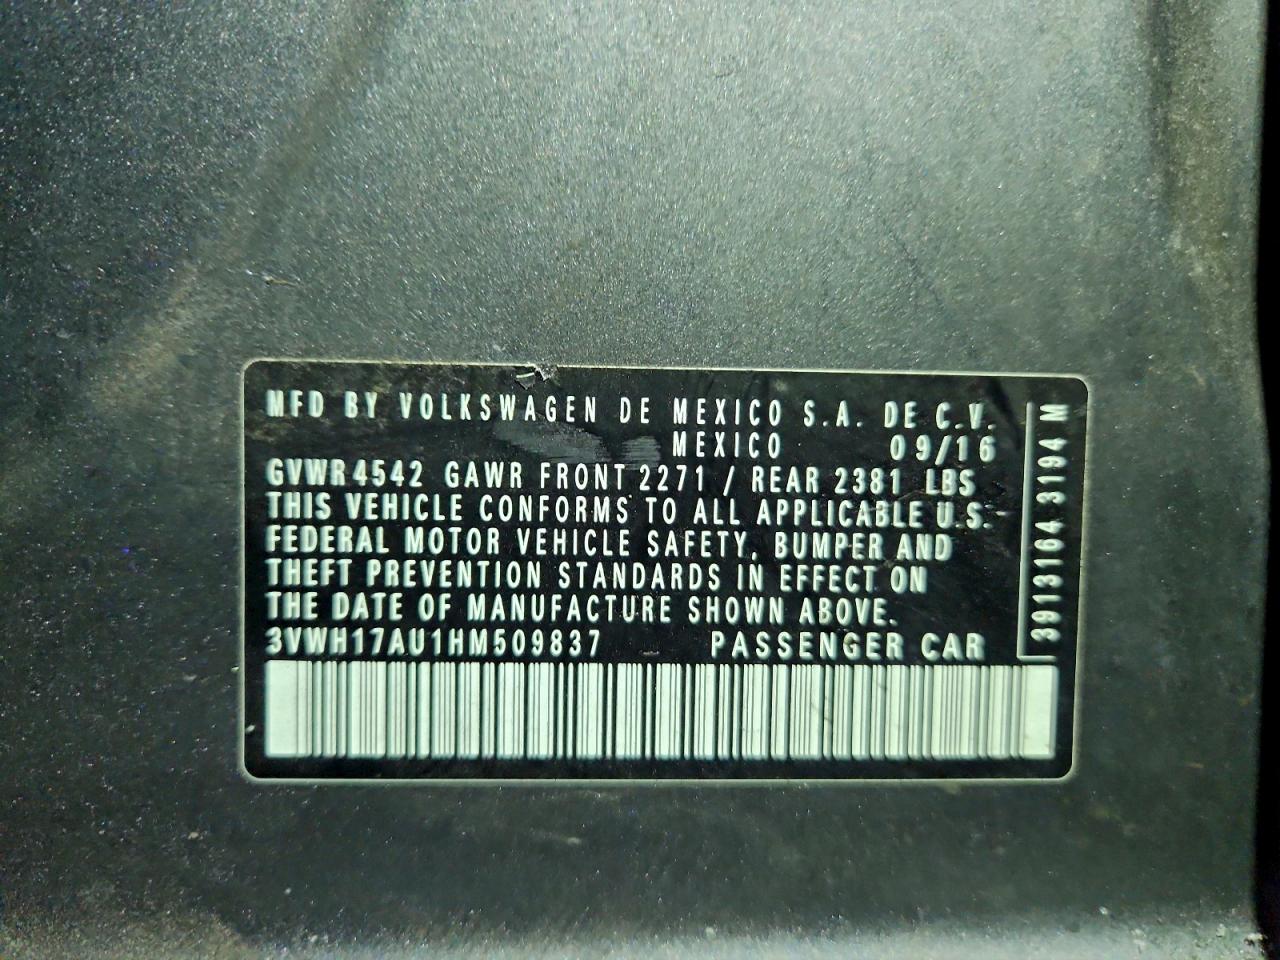 MFD BY VOLKSWAGEN DE MEXICO S.A. DE C.V.
MEXICO 09/16
GVWR 4542 GAWR FRONT 2271 / REAR 2381 LBS
THIS VEHICLE CONFORMS TO ALL APPLICABLE U.S.
FEDERAL MOTOR VEHICLE SAFETY, BUMPER AND
THEFT PREVENTION STANDARDS IN EFFECT ON
THE DATE OF MANUFACTURE SHOWN ABOVE.
3VWH17AU1HM509837 PASSENGER CAR
3913164 3194 M